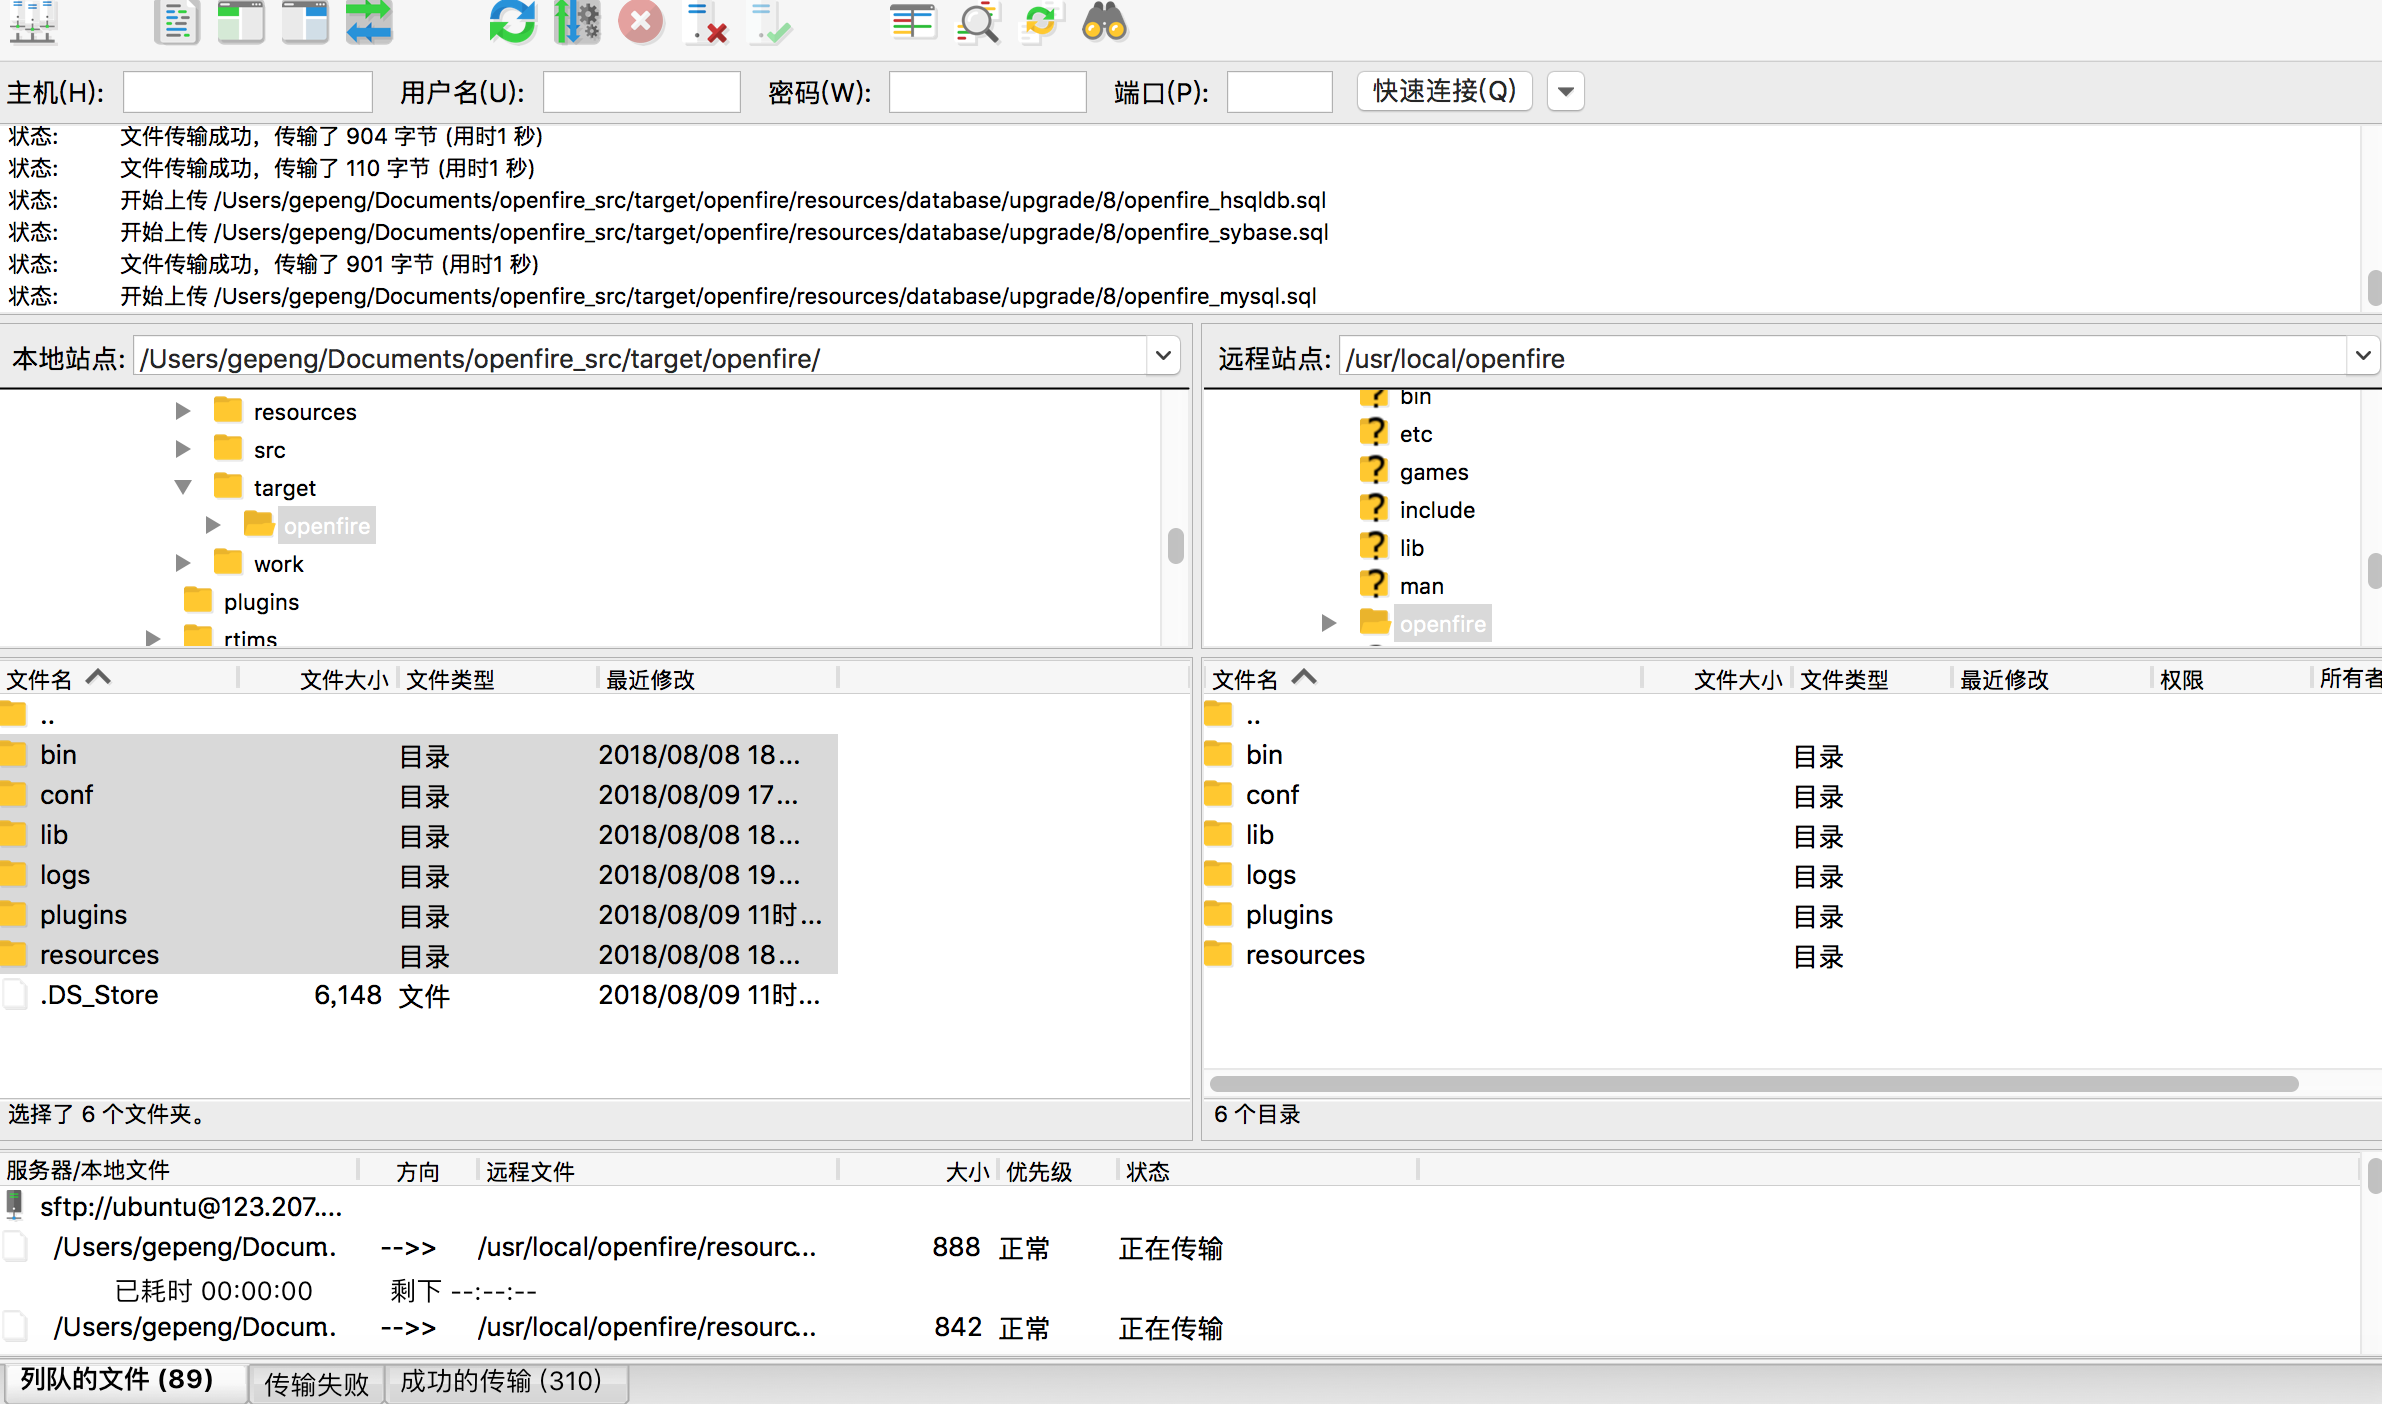 主机(H): 用户名(U): 密码(W): 端口(P): 快速连接(Q)
状态: 文件传输成功，传输了 904 字节 (用时1 秒)
状态: 文件传输成功，传输了 110 字节 (用时1 秒)
状态: 开始上传 /Users/gepeng/Documents/openfire_src/target/openfire/resources/database/upgrade/8/openfire_hsqldb.sql
状态: 开始上传 /Users/gepeng/Documents/openfire_src/target/openfire/resources/database/upgrade/8/openfire_sybase.sql
状态: 文件传输成功，传输了 901 字节 (用时1 秒)
状态: 开始上传 /Users/gepeng/Documents/openfire_src/target/openfire/resources/database/upgrade/8/openfire_mysql.sql
本地站点: /Users/gepeng/Documents/openfire_src/target/openfire/
resources
src
target
openfire
work
plugins
rtims
文件名 文件大小 文件类型 最近修改
..
bin 目录 2018/08/08 18...
conf 目录 2018/08/09 17...
lib 目录 2018/08/08 18...
logs 目录 2018/08/08 19...
plugins 目录 2018/08/09 11时...
resources 目录 2018/08/08 18...
.DS_Store 6,148 文件 2018/08/09 11时...
选择了 6 个文件夹。
远程站点: /usr/local/openfire
bin
etc
games
include
lib
man
openfire
文件名 文件大小 文件类型 最近修改 权限 所有者
..
bin 目录
conf 目录
lib 目录
logs 目录
plugins 目录
resources 目录
6 个目录
服务器/本地文件 方向 远程文件 大小 优先级 状态
sftp://ubuntu@123.207....
/Users/gepeng/Docum... -->> /usr/local/openfire/resourc... 888 正常 正在传输
已耗时 00:00:00 剩下 --:--:--
/Users/gepeng/Docum... -->> /usr/local/openfire/resourc... 842 正常 正在传输
列队的文件 (89) 传输失败 成功的传输 (310)